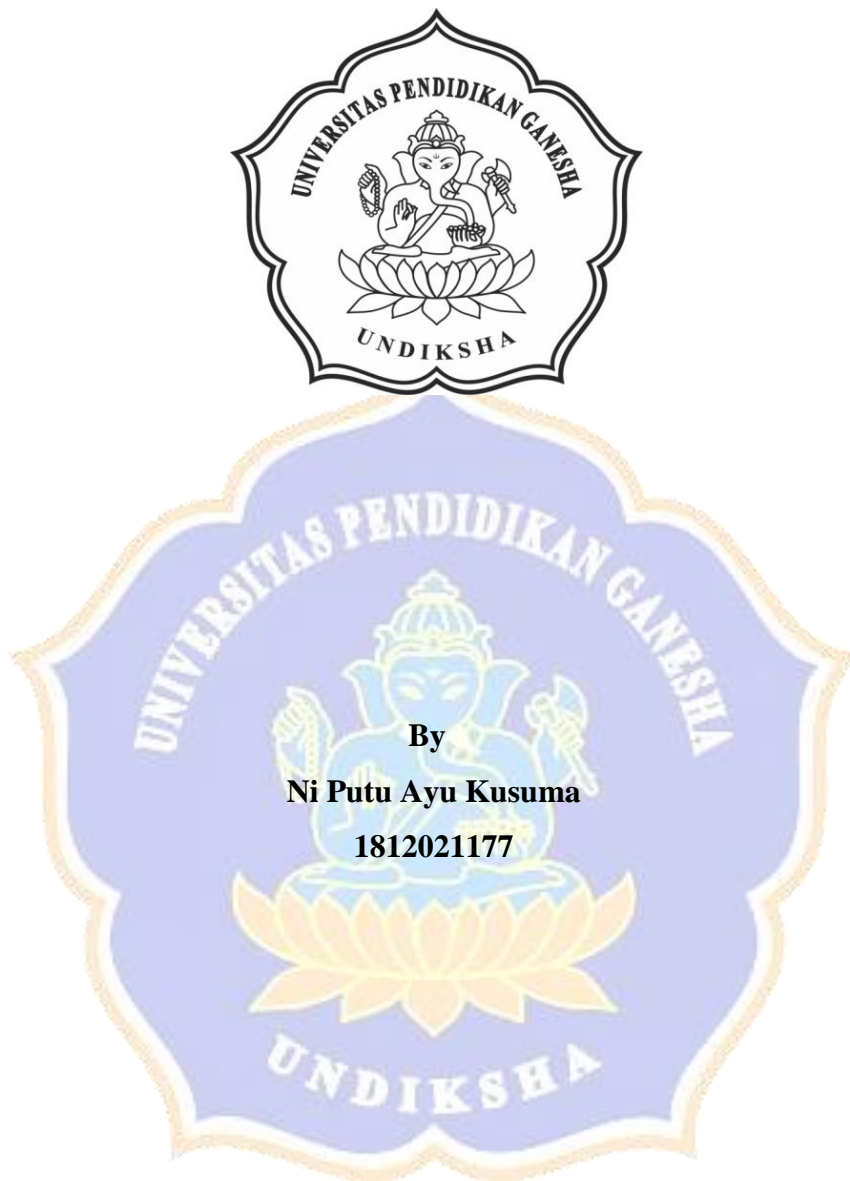 UNIVERSITAS PENDIDIKAN GANESHA
UNDIKSHA
UNIVERSITAS PENDIDIKAN GANESHA
By
Ni Putu Ayu Kusuma
1812021177
UNDIKSHA